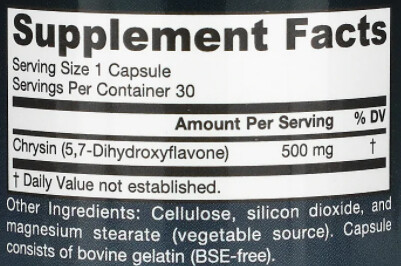 Supplement Facts
Serving Size 1 Capsule
Servings Per Container 30
Amount Per Serving % DV
Chrysin (5,7-Dihydroxyflavone) 500 mg †
† Daily Value not established.
Other Ingredients: Cellulose, silicon dioxide, and
magnesium stearate (vegetable source). Capsule
consists of bovine gelatin (BSE-free).